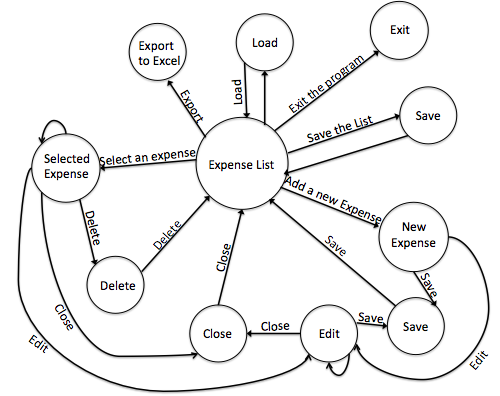 Export
to Excel
Load
Exit
Export
Load
Exit the program
Save the List
Save
Selected
Expense
Select an expense
Expense List
Add a new Expense
New
Expense
Delete
Delete
Delete
Close
Save
Save
Close
Edit
Close
Close
Edit
Save
Save
Edit